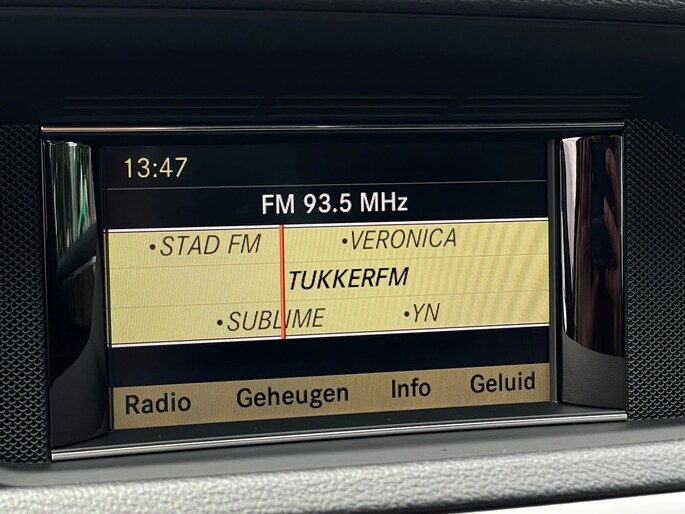 13:47
FM 93.5 MHz
•STAD FM •VERONICA
TUKKERFM
•SUBLIME •YN
Radio Geheugen Info Geluid